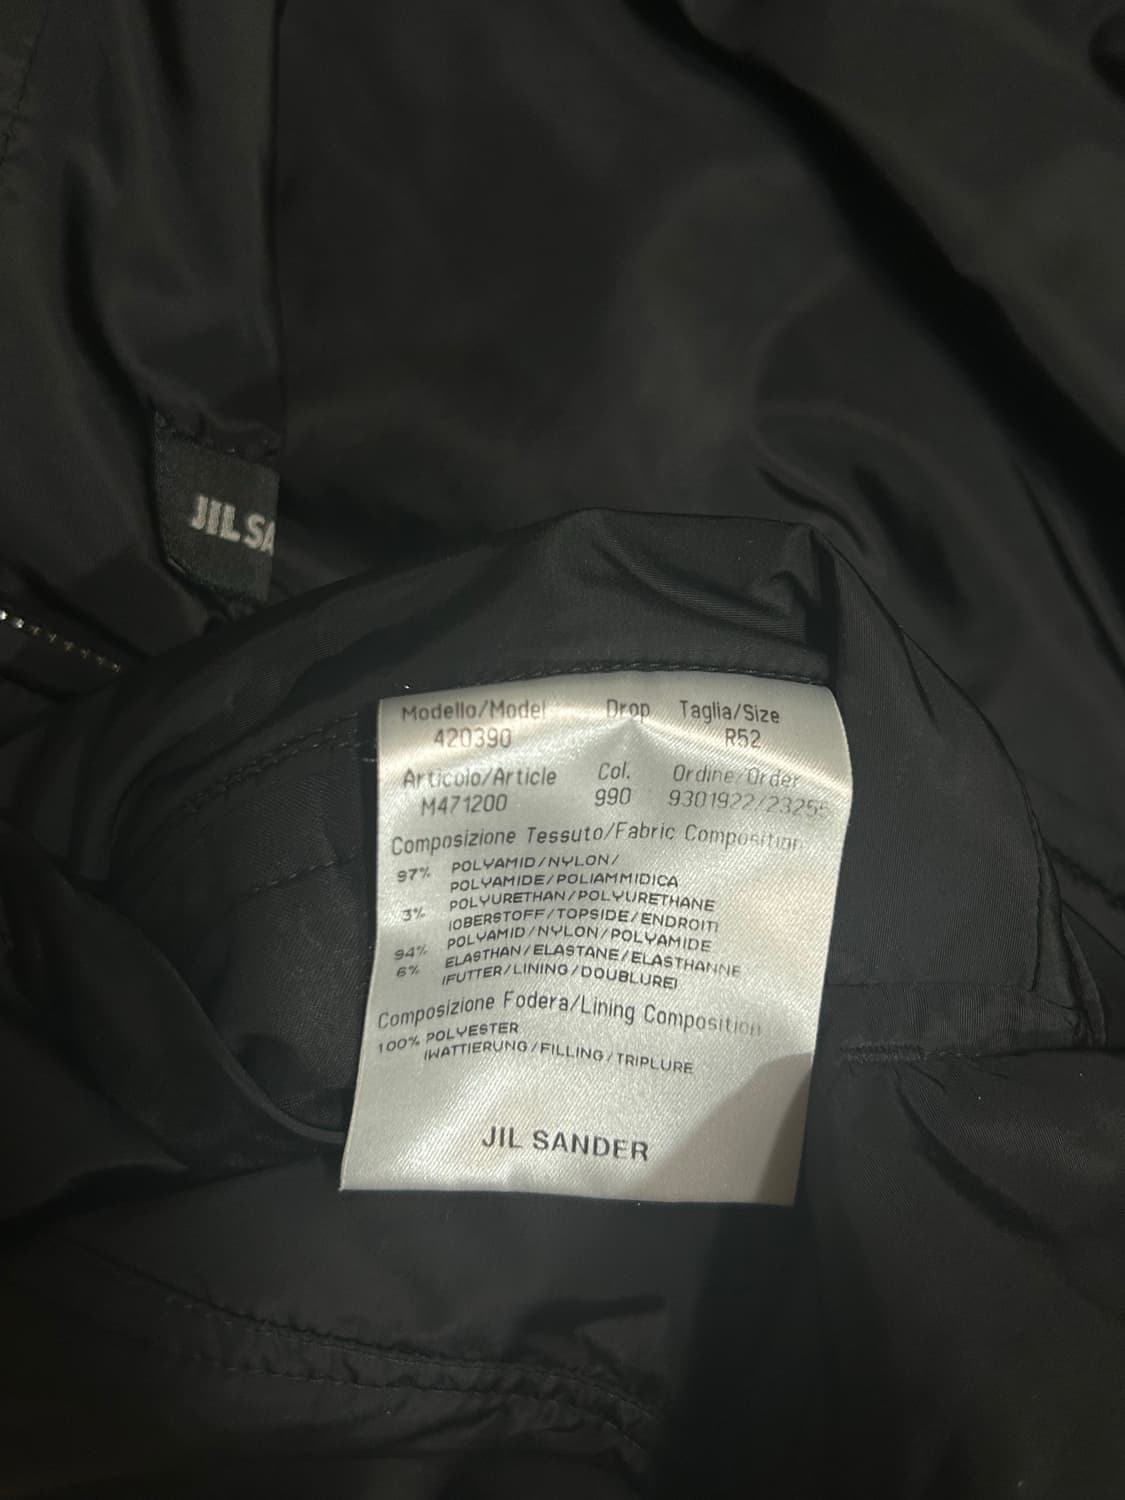 JIL SA
Modello/Model Drop Taglia/Size
420390 R52
Articolo/Article Col. Ordine/Order
M471200 990 9301922/23255
Composizione Tessuto/Fabric Composition
97% POLYAMID/NYLON/
POLYAMIDE/POLIAMMIDICA
3% POLYURETHAN/POLYURETHANE
(OBERSTOFF/TOPSIDE/ENDROIT)
94% POLYAMID/NYLON/POLYAMIDE
6% ELASTHAN/ELASTANE/ELASTHANNE
(FUTTER/LINING/DOUBLURE)
Composizione Fodera/Lining Composition
100% POLYESTER
(WATTIERUNG/FILLING/TRIPLURE
JIL SANDER